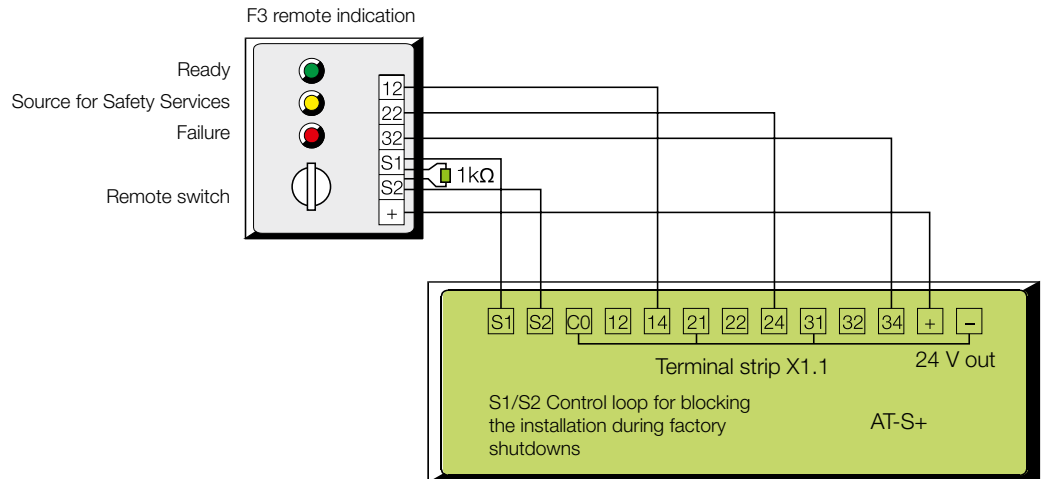 F3 remote indication
Ready
Source for Safety Services
Failure
Remote switch
12
22
32
S1
S2
+
1kΩ
S1 S2 C0 12 14 21 22 24 31 32 34 + –
Terminal strip X1.1
24 V out
S1/S2 Control loop for blocking
the installation during factory
shutdowns
AT-S+